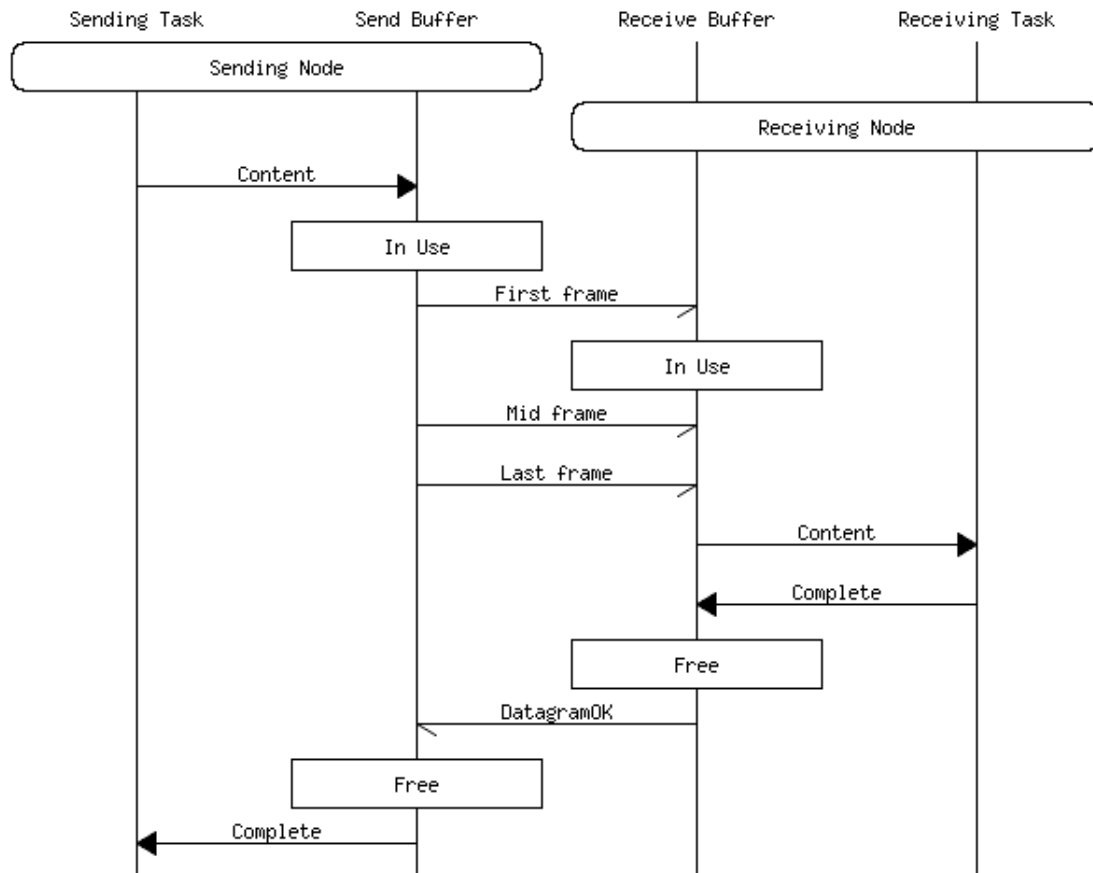 Sending Task Send Buffer Receive Buffer Receiving Task
Sending Node
Receiving Node
Content
In Use
First frame
In Use
Mid frame
Last frame
Content
Complete
Free
DatagramOK
Free
Complete